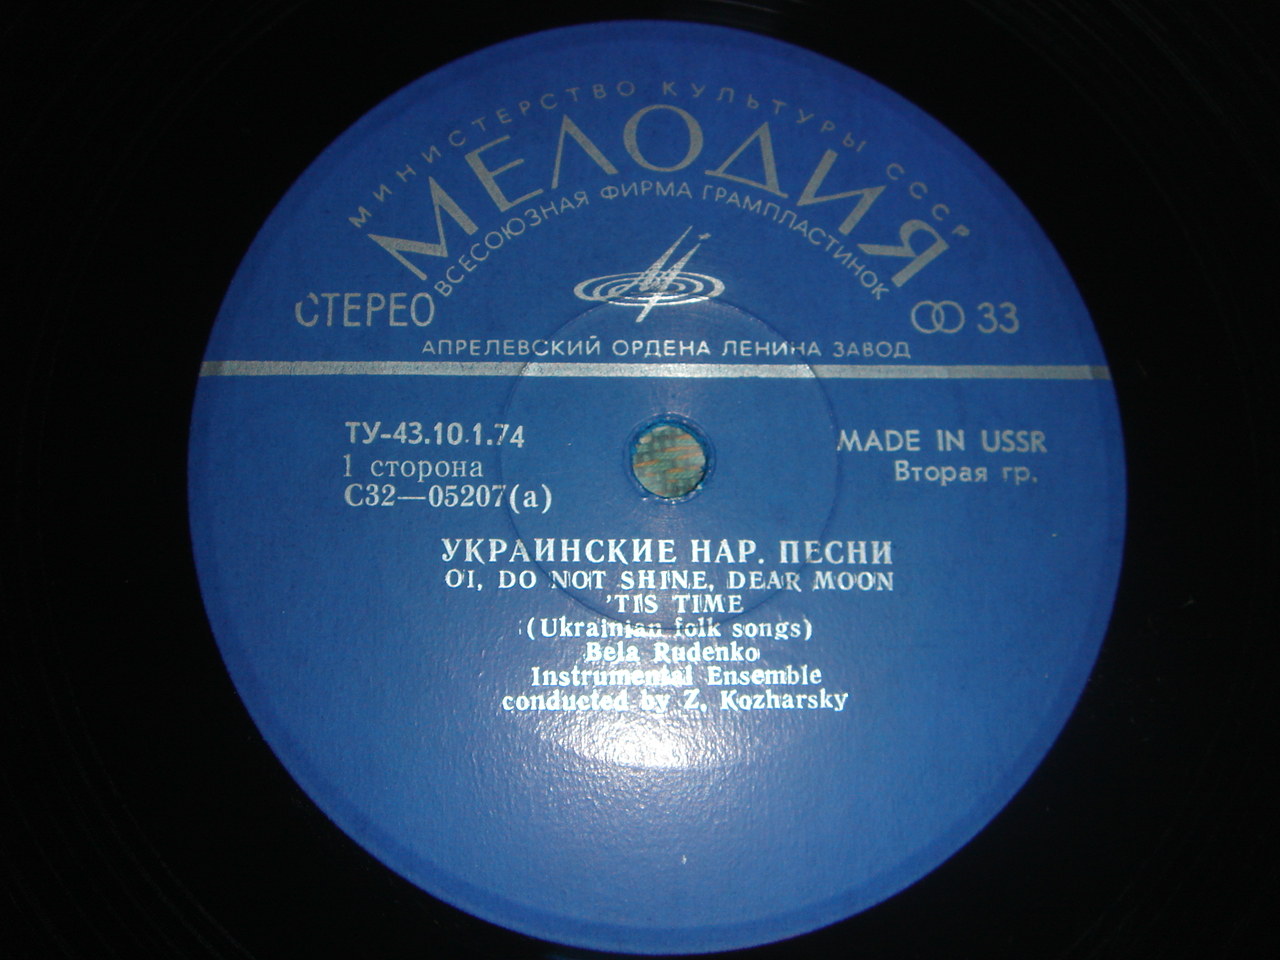 МИНИСТЕРСТВО КУЛЬТУРЫ СССР
МЕЛОДИЯ
ВСЕСОЮЗНАЯ ФИРМА ГРАМПЛАСТИНОК
СТЕРЕО
33
АПРЕЛЕВСКИЙ ОРДЕНА ЛЕНИНА ЗАВОД
ТУ-43.10.1.74
MADE IN USSR
1 сторона
Вторая гр.
С32—05207(а)
УКРАИНСКИЕ НАР. ПЕСНИ
OI, DO NOT SHINE, DEAR MOON
'TIS TIME
(Ukrainian folk songs)
Bela Rudenko
Instrumental Ensemble
conducted by Z. Kozharsky